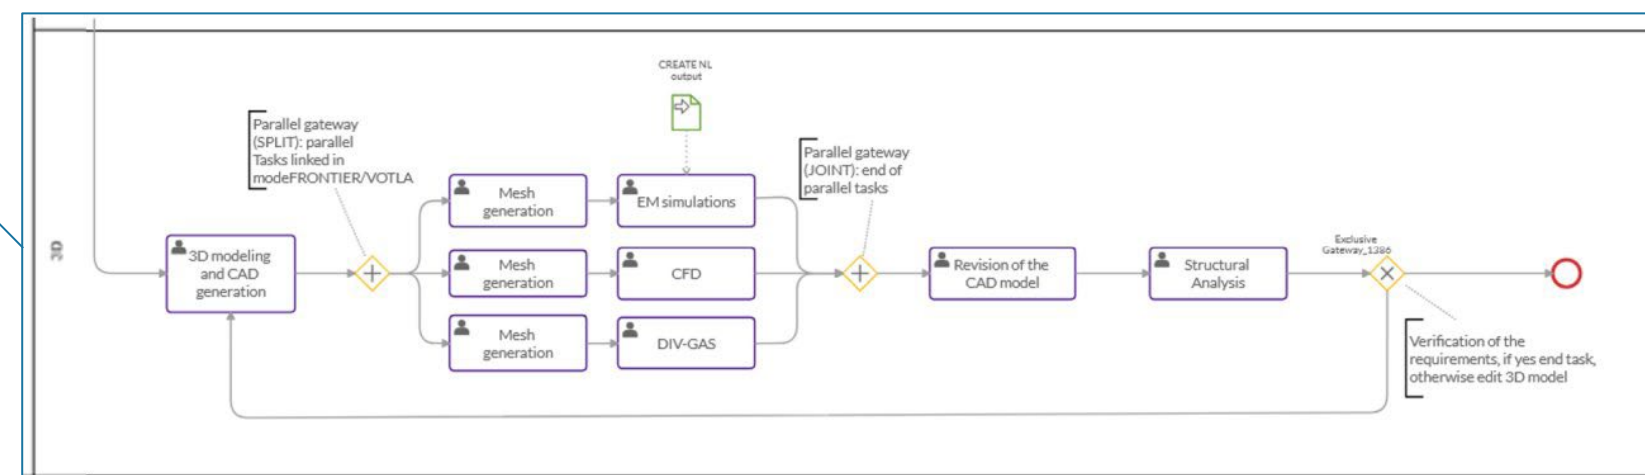 CREATE NL
output
Parallel gateway
(SPLIT): parallel
Tasks linked in
modeFRONTIER/VOTLA
Parallel gateway
(JOINT): end of
parallel tasks
3D
3D modeling
and CAD
generation
Mesh
generation
EM simulations
Mesh
generation
CFD
Mesh
generation
DIV-GAS
Revision of the
CAD model
Structural
Analysis
Exclusive
Gateway_1386
Verification of the
requirements, if yes end task,
otherwise edit 3D model